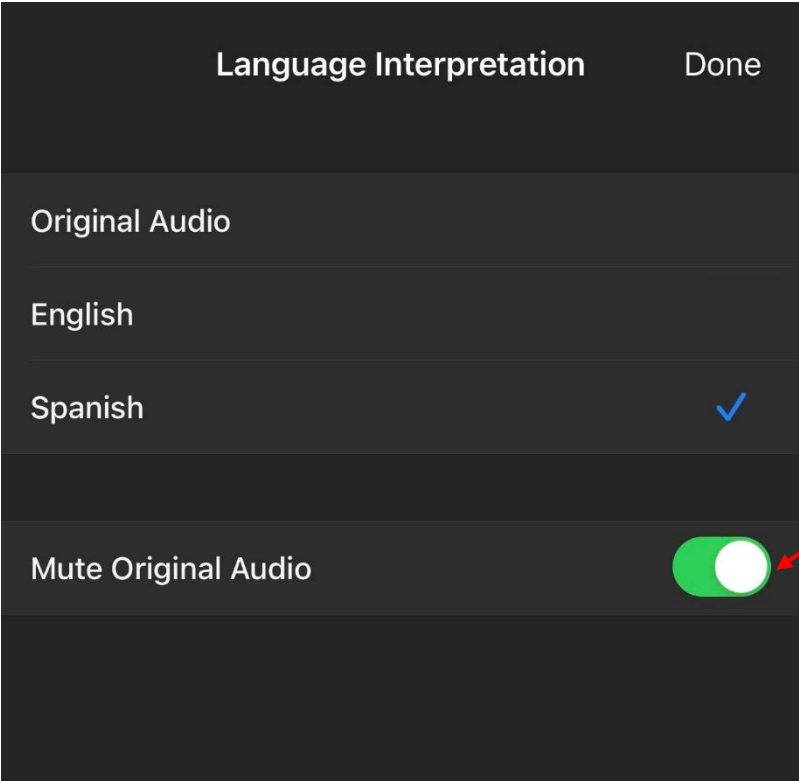 Language Interpretation Done
Original Audio
English
Spanish
Mute Original Audio